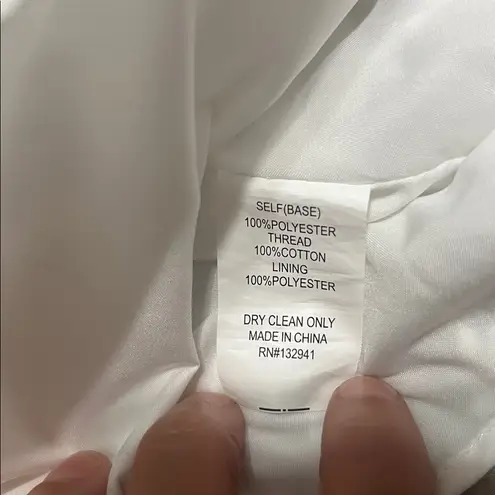 SELF(BASE)
100%POLYESTER
THREAD
100%COTTON
LINING
100%POLYESTER
DRY CLEAN ONLY
MADE IN CHINA
RN#132941